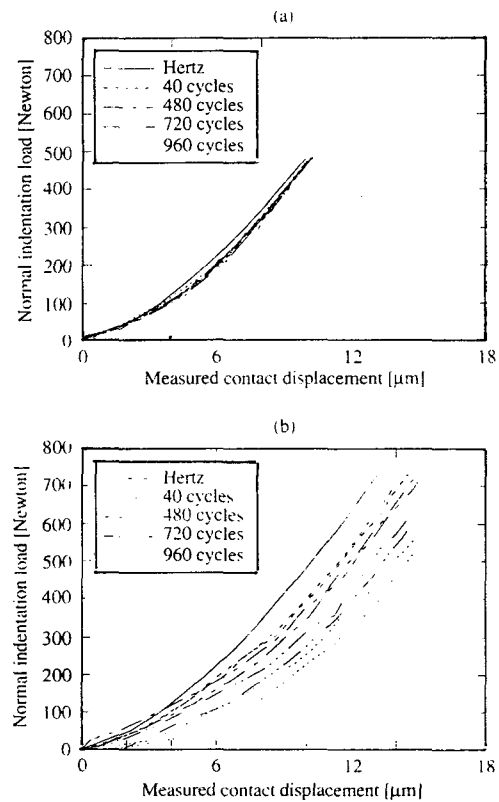 (a)
Normal indentation load [Newton]
800
700
600
500
400
300
200
100
0
Hertz
40 cycles
480 cycles
720 cycles
960 cycles
0 6 12 18
Measured contact displacement [µm]
(b)
Normal indentation load [Newton]
800
700
600
500
400
300
200
100
0
Hertz
40 cycles
480 cycles
720 cycles
960 cycles
0 6 12 18
Measured contact displacement [µm]